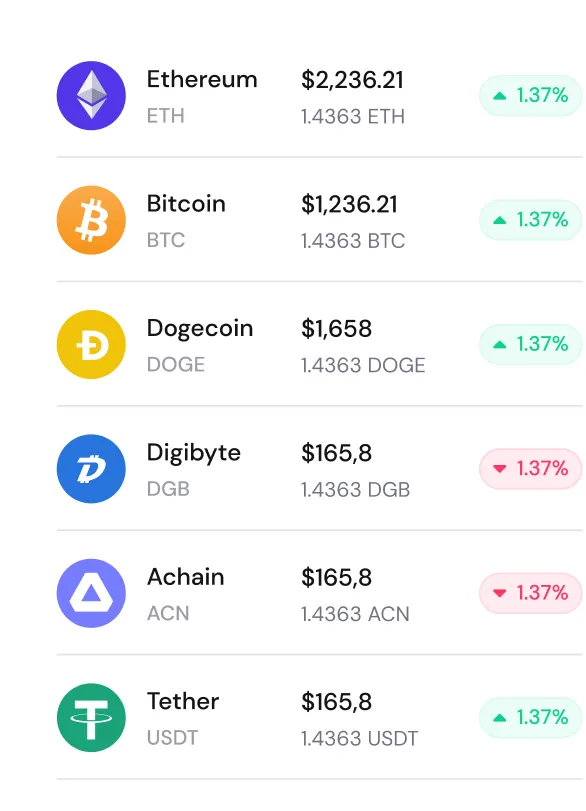 Ethereum $2,236.21 1.37%
ETH 1.4363 ETH
Bitcoin $1,236.21 1.37%
BTC 1.4363 BTC
Dogecoin $1,658 1.37%
DOGE 1.4363 DOGE
Digibyte $165,8 1.37%
DGB 1.4363 DGB
Achain $165,8 1.37%
ACN 1.4363 ACN
Tether $165,8 1.37%
USDT 1.4363 USDT